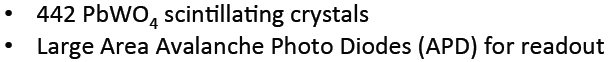 • 442 PbWO₄ scintillating crystals
• Large Area Avalanche Photo Diodes (APD) for readout